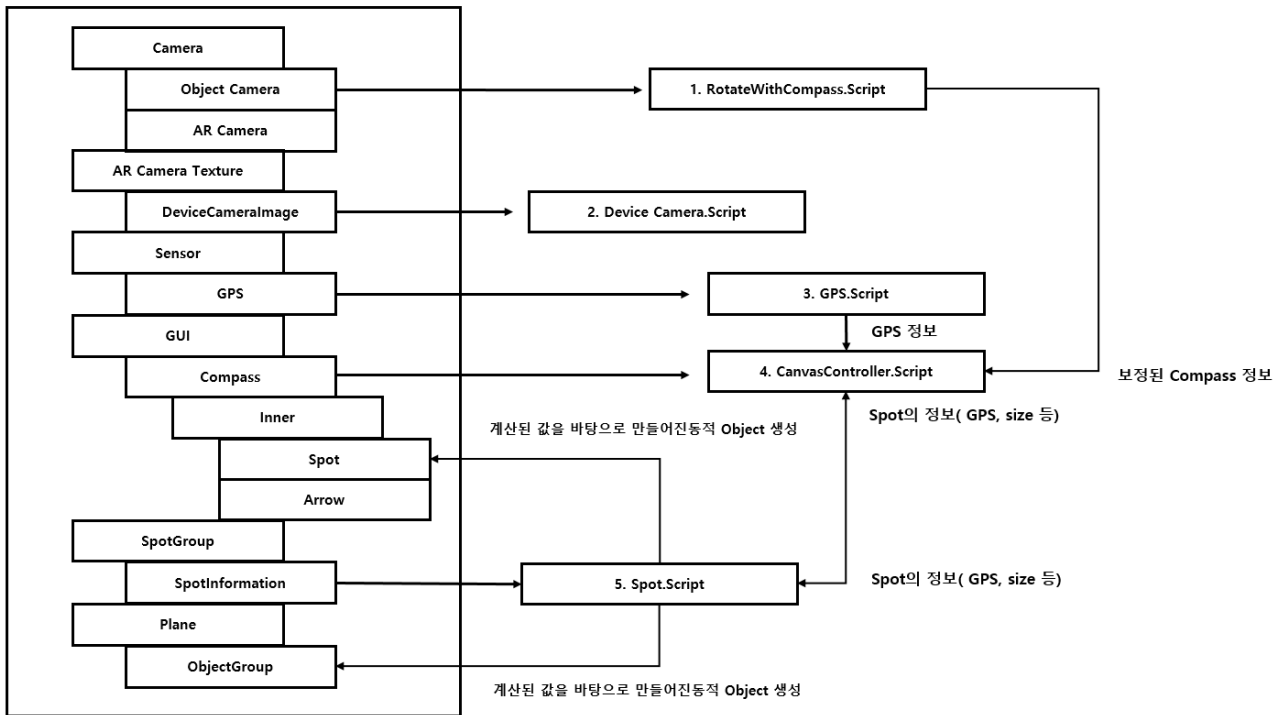 Camera
Object Camera
1. RotateWithCompass.Script
AR Camera
AR Camera Texture
DeviceCameraImage
2. Device Camera.Script
Sensor
GPS
3. GPS.Script
GUI
GPS 정보
Compass
4. CanvasController.Script
보정된 Compass 정보
Inner
계산된 값을 바탕으로 만들어진동적 Object 생성
Spot의 정보( GPS, size 등)
Spot
Arrow
SpotGroup
SpotInformation
5. Spot.Script
Spot의 정보( GPS, size 등)
Plane
ObjectGroup
계산된 값을 바탕으로 만들어진동적 Object 생성